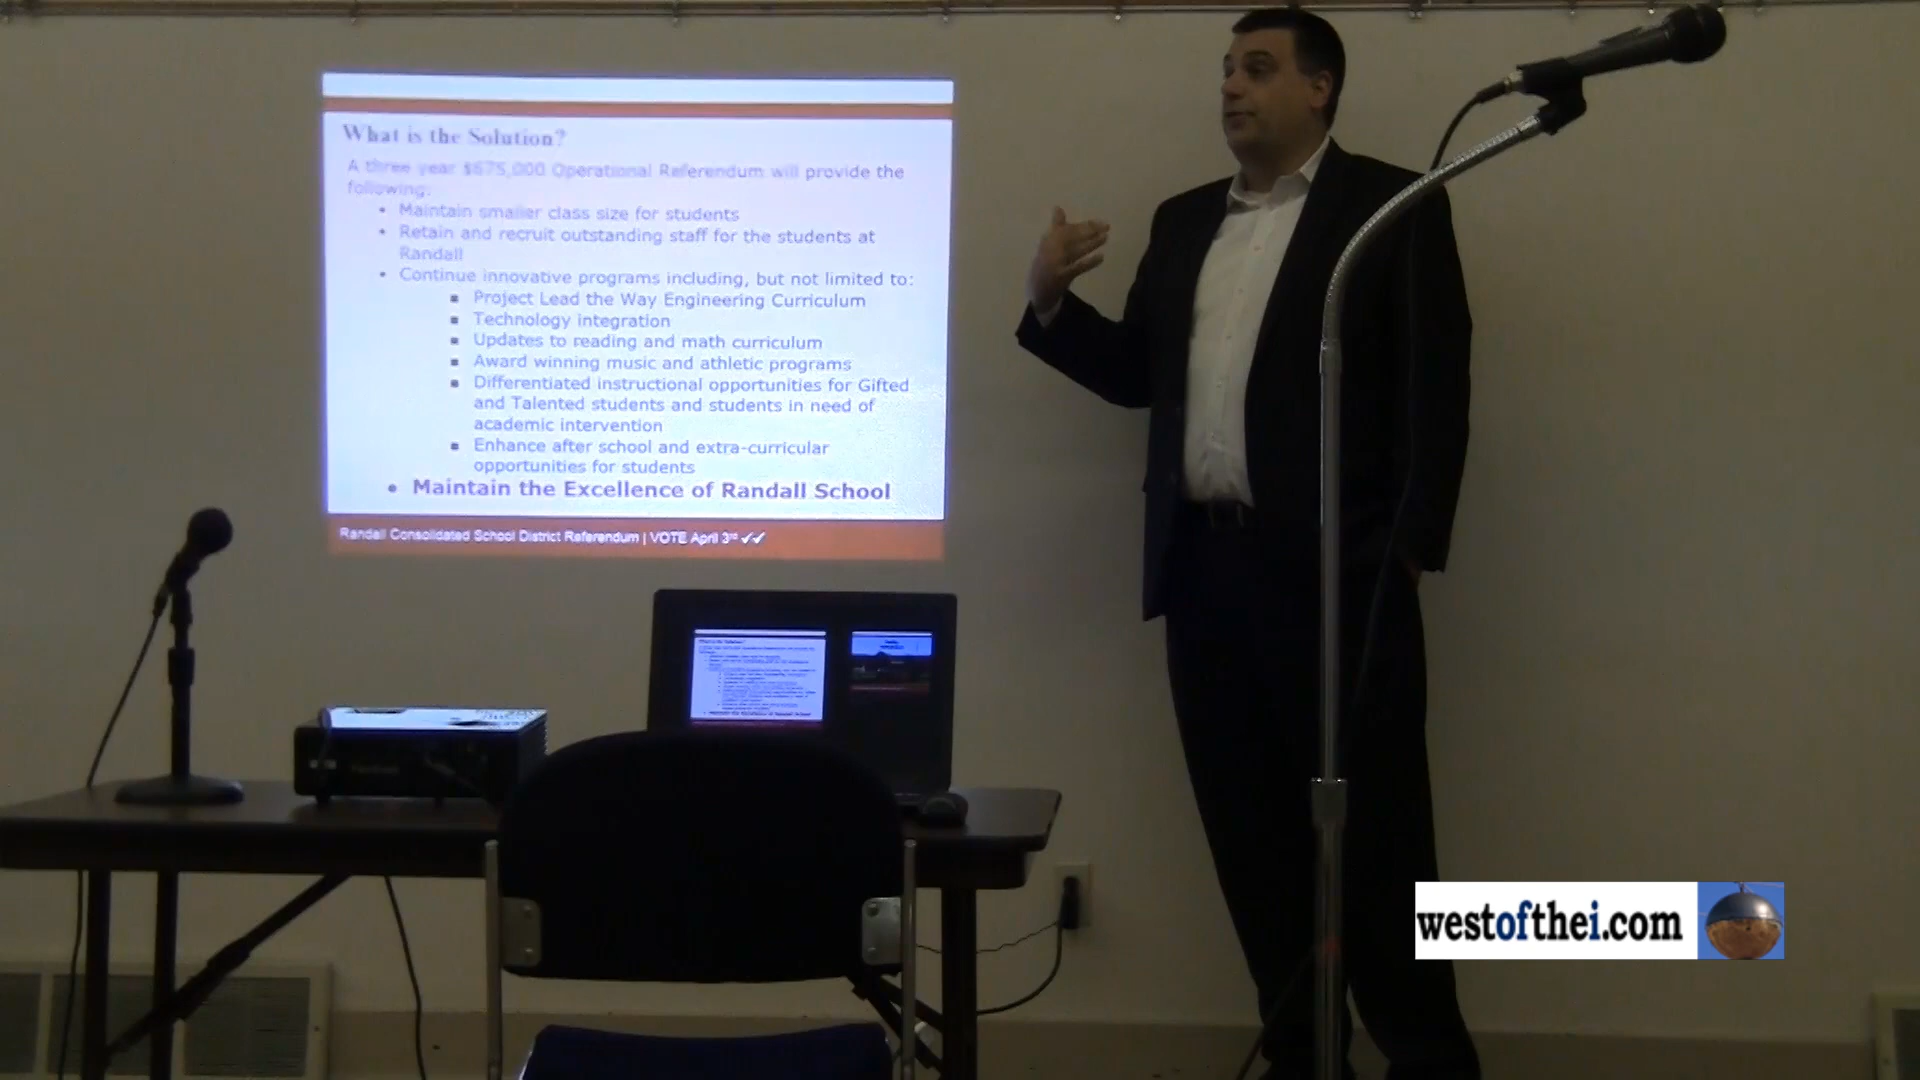 What is the Solution?
A three year $675,000 Operational Referendum will provide the
following:
• Maintain smaller class size for students
• Retain and recruit outstanding staff for the students at
Randall
• Continue innovative programs including, but not limited to:
▪ Project Lead the Way Engineering Curriculum
▪ Technology integration
▪ Updates to reading and math curriculum
▪ Award winning music and athletic programs
▪ Differentiated instructional opportunities for Gifted
and Talented students and students in need of
academic intervention
▪ Enhance after school and extra-curricular
opportunities for students
• Maintain the Excellence of Randall School
Randall Consolidated School District Referendum | VOTE April 3rd ✓✓
westofthei.com